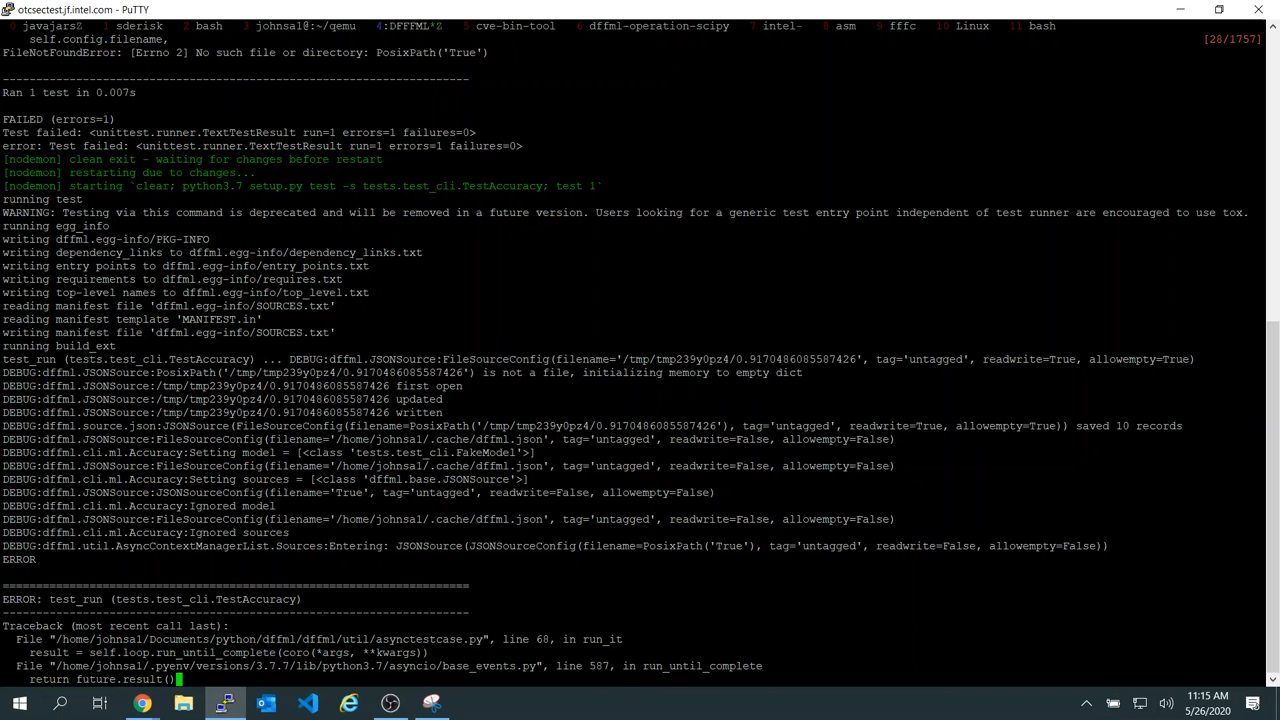 otcsectest.jf.intel.com - PuTTY
0 javajarsZ 1 sderisk 2 bash 3 johnsa1@:~/qemu 4:DFFFML*Z 5 cve-bin-tool 6 dffml-operation-scipy 7 intel- 8 asm 9 fffc 10 Linux 11 bash
self.config.filename,
[28/1757]
FileNotFoundError: [Errno 2] No such file or directory: PosixPath('True')
----------------------------------------------------------------------
Ran 1 test in 0.007s
FAILED (errors=1)
Test failed: <unittest.runner.TextTestResult run=1 errors=1 failures=0>
error: Test failed: <unittest.runner.TextTestResult run=1 errors=1 failures=0>
[nodemon] clean exit - waiting for changes before restart
[nodemon] restarting due to changes...
[nodemon] starting `clear; python3.7 setup.py test -s tests.test_cli.TestAccuracy; test 1`
running test
WARNING: Testing via this command is deprecated and will be removed in a future version. Users looking for a generic test entry point independent of test runner are encouraged to use tox.
running egg_info
writing dffml.egg-info/PKG-INFO
writing dependency_links to dffml.egg-info/dependency_links.txt
writing entry points to dffml.egg-info/entry_points.txt
writing requirements to dffml.egg-info/requires.txt
writing top-level names to dffml.egg-info/top_level.txt
reading manifest file 'dffml.egg-info/SOURCES.txt'
reading manifest template 'MANIFEST.in'
writing manifest file 'dffml.egg-info/SOURCES.txt'
running build_ext
test_run (tests.test_cli.TestAccuracy) ... DEBUG:dffml.JSONSource:FileSourceConfig(filename='/tmp/tmp239y0pz4/0.9170486085587426', tag='untagged', readwrite=True, allowempty=True)
DEBUG:dffml.JSONSource:PosixPath('/tmp/tmp239y0pz4/0.9170486085587426') is not a file, initializing memory to empty dict
DEBUG:dffml.JSONSource:/tmp/tmp239y0pz4/0.9170486085587426 first open
DEBUG:dffml.JSONSource:/tmp/tmp239y0pz4/0.9170486085587426 updated
DEBUG:dffml.JSONSource:/tmp/tmp239y0pz4/0.9170486085587426 written
DEBUG:dffml.source.json:JSONSource(FileSourceConfig(filename=PosixPath('/tmp/tmp239y0pz4/0.9170486085587426'), tag='untagged', readwrite=True, allowempty=True)) saved 10 records
DEBUG:dffml.JSONSource:FileSourceConfig(filename='/home/johnsa1/.cache/dffml.json', tag='untagged', readwrite=False, allowempty=False)
DEBUG:dffml.cli.ml.Accuracy:Setting model = [<class 'tests.test_cli.FakeModel'>]
DEBUG:dffml.JSONSource:FileSourceConfig(filename='/home/johnsa1/.cache/dffml.json', tag='untagged', readwrite=False, allowempty=False)
DEBUG:dffml.cli.ml.Accuracy:Setting sources = [<class 'dffml.base.JSONSource'>]
DEBUG:dffml.JSONSource:JSONSourceConfig(filename='True', tag='untagged', readwrite=False, allowempty=False)
DEBUG:dffml.cli.ml.Accuracy:Ignored model
DEBUG:dffml.JSONSource:FileSourceConfig(filename='/home/johnsa1/.cache/dffml.json', tag='untagged', readwrite=False, allowempty=False)
DEBUG:dffml.cli.ml.Accuracy:Ignored sources
DEBUG:dffml.util.AsyncContextManagerList.Sources:Entering: JSONSource(JSONSourceConfig(filename=PosixPath('True'), tag='untagged', readwrite=False, allowempty=False))
ERROR
======================================================================
ERROR: test_run (tests.test_cli.TestAccuracy)
----------------------------------------------------------------------
Traceback (most recent call last):
File "/home/johnsa1/Documents/python/dffml/dffml/util/asynctestcase.py", line 68, in run_it
result = self.loop.run_until_complete(coro(*args, **kwargs))
File "/home/johnsa1/.pyenv/versions/3.7.7/lib/python3.7/asyncio/base_events.py", line 587, in run_until_complete
return future.result()
11:15 AM
5/26/2020